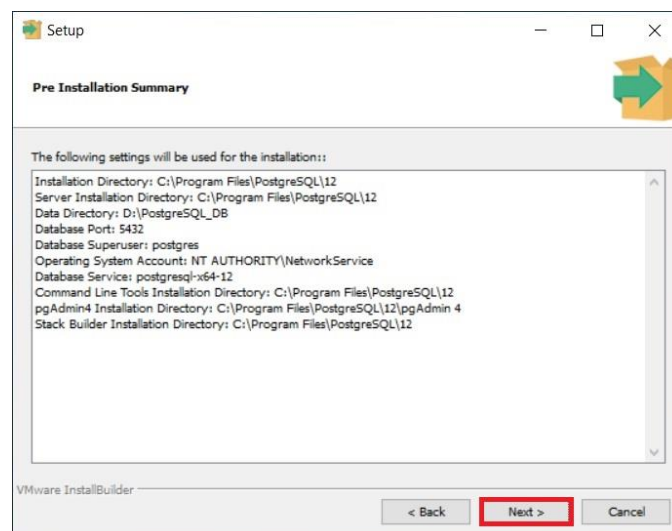 Setup
Pre Installation Summary
The following settings will be used for the installation::
Installation Directory: C:\Program Files\PostgreSQL\12
Server Installation Directory: C:\Program Files\PostgreSQL\12
Data Directory: D:\PostgreSQL_DB
Database Port: 5432
Database Superuser: postgres
Operating System Account: NT AUTHORITY\NetworkService
Database Service: postgresql-x64-12
Command Line Tools Installation Directory: C:\Program Files\PostgreSQL\12
pgAdmin4 Installation Directory: C:\Program Files\PostgreSQL\12\pgAdmin 4
Stack Builder Installation Directory: C:\Program Files\PostgreSQL\12
VMware InstallBuilder
< Back
Next >
Cancel